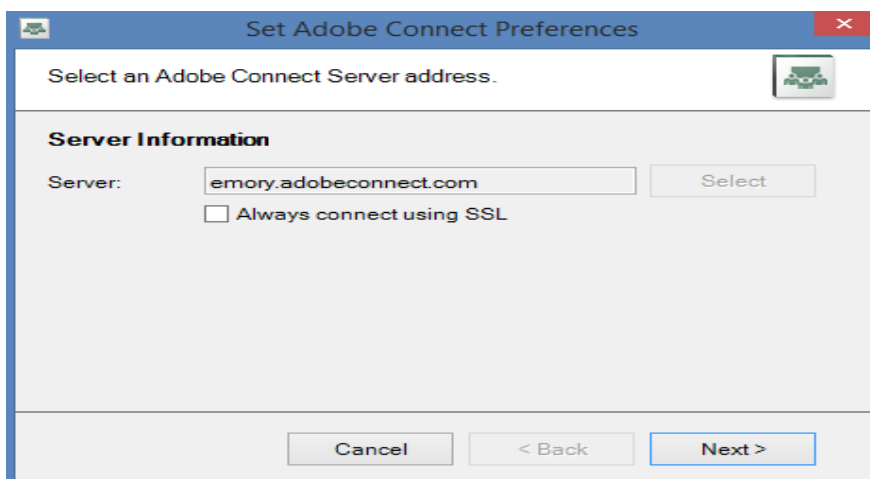 Set Adobe Connect Preferences
Select an Adobe Connect Server address.
Server Information
Server: emory.adobeconnect.com Select
Always connect using SSL
Cancel < Back Next >